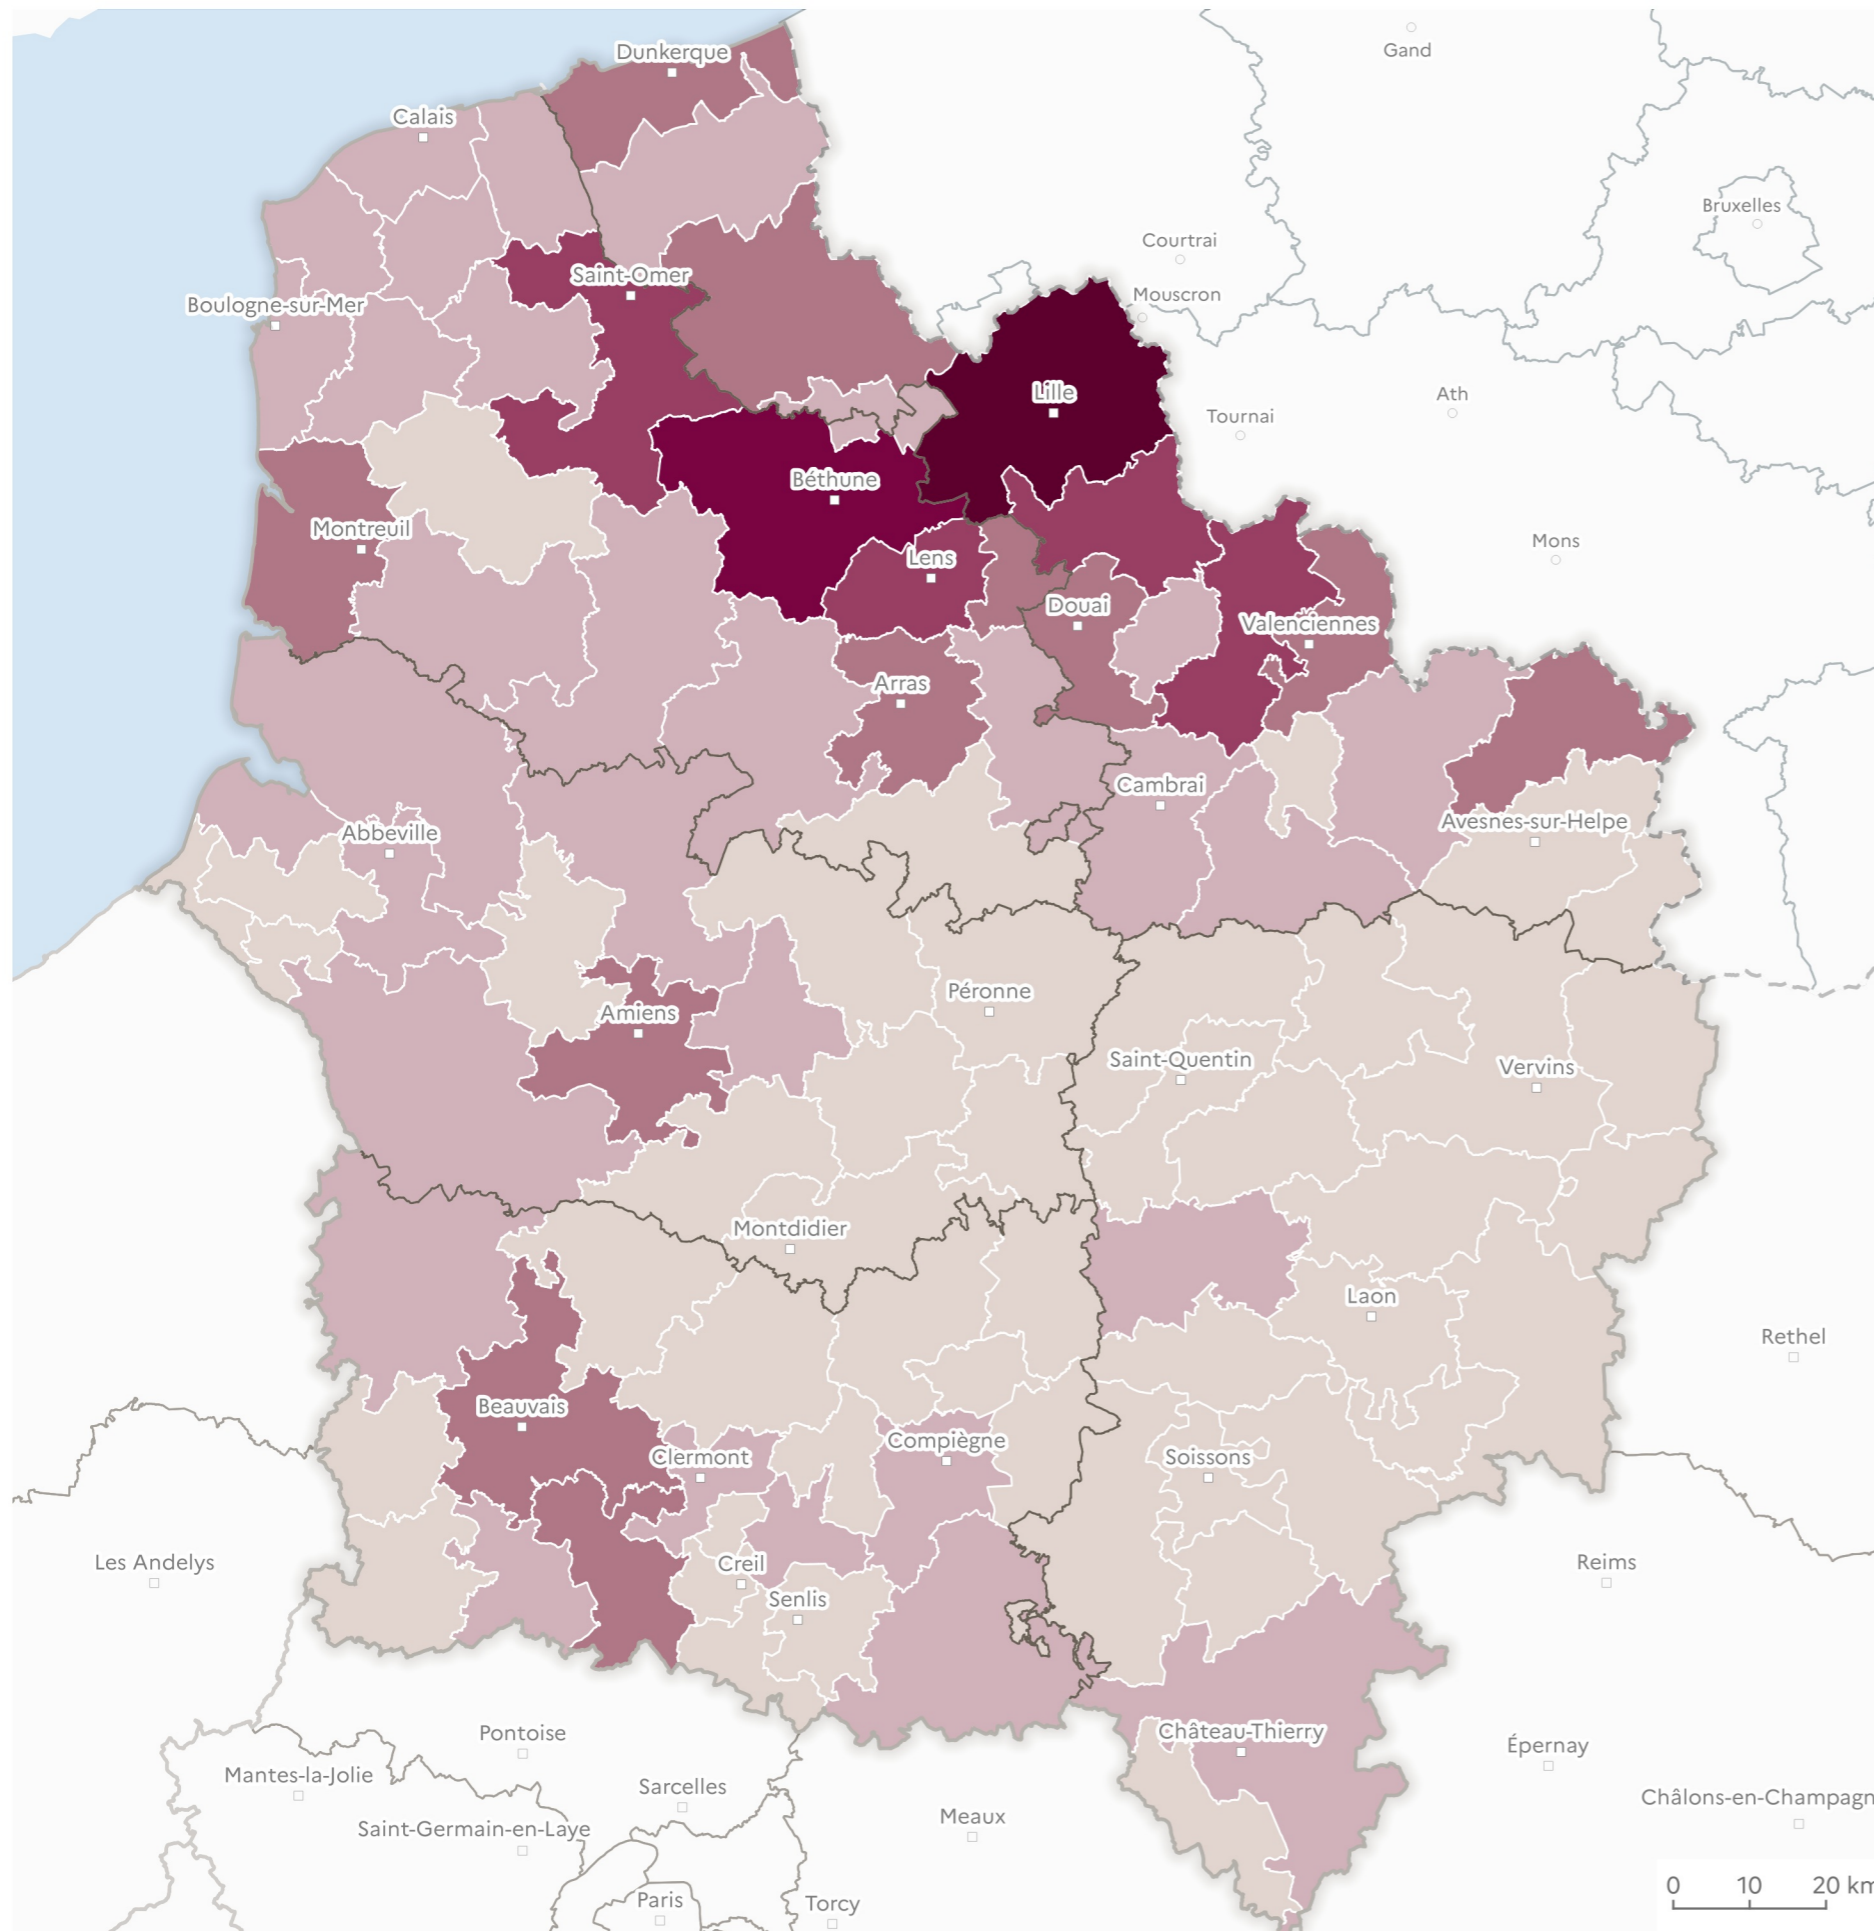 Gand
Dunkerque
Calais
Bruxelles
Courtrai
Saint-Omer
Mouscron
Boulogne-sur-Mer
Lille
Ath
Tournai
Béthune
Montreuil
Mons
Lens
Douai
Valenciennes
Arras
Cambrai
Avesnes-sur-Helpe
Abbeville
Péronne
Amiens
Saint-Quentin
Vervins
Montdidier
Laon
Rethel
Beauvais
Compiègne
Clermont
Soissons
Les Andelys
Creil
Reims
Senlis
Pontoise
Château-Thierry
Épernay
Mantes-la-Jolie
Sarcelles
Châlons-en-Champagn
Meaux
Saint-Germain-en-Laye
0 10 20 km
Paris
Torcy